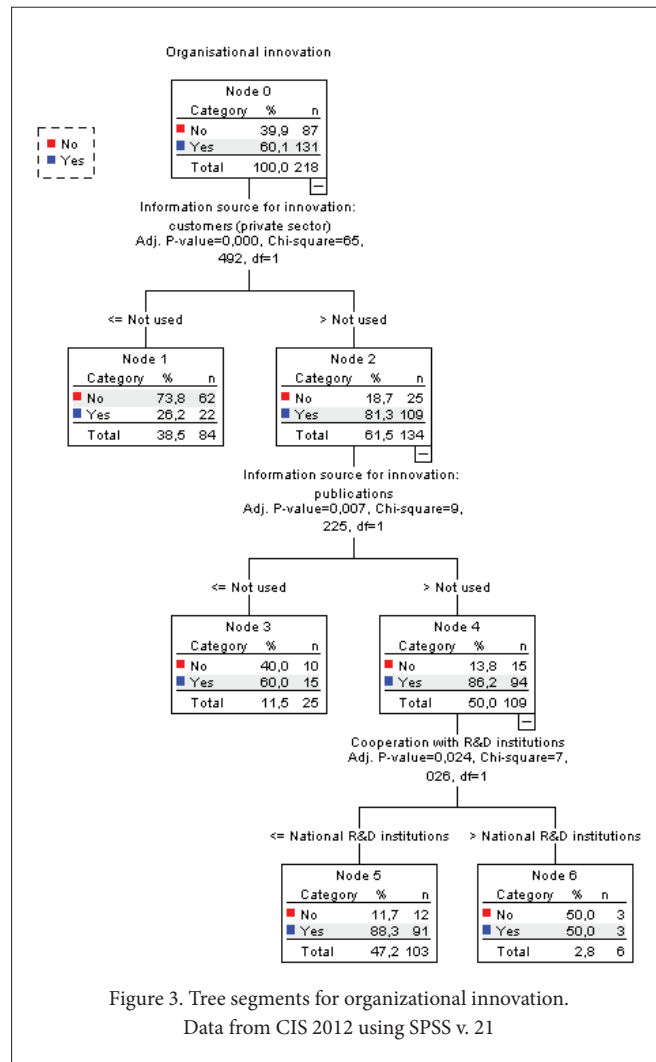 Organisational innovation
No
Yes
Node 0
Category % n
No 39,9 87
Yes 60,1 131
Total 100,0 218
Information source for innovation:
customers (private sector)
Adj. P-value=0,000, Chi-square=65,
492, df=1
<= Not used > Not used
Node 1
Category % n
No 73,8 62
Yes 26,2 22
Total 38,5 84
Node 2
Category % n
No 18,7 25
Yes 81,3 109
Total 61,5 134
Information source for innovation:
publications
Adj. P-value=0,007, Chi-square=9,
225, df=1
<= Not used > Not used
Node 3
Category % n
No 40,0 10
Yes 60,0 15
Total 11,5 25
Node 4
Category % n
No 13,8 15
Yes 86,2 94
Total 50,0 109
Cooperation with R&D institutions
Adj. P-value=0,024, Chi-square=7,
026, df=1
<= National R&D institutions > National R&D institutions
Node 5
Category % n
No 11,7 12
Yes 88,3 91
Total 47,2 103
Node 6
Category % n
No 50,0 3
Yes 50,0 3
Total 2,8 6
Figure 3. Tree segments for organizational innovation.
Data from CIS 2012 using SPSS v. 21